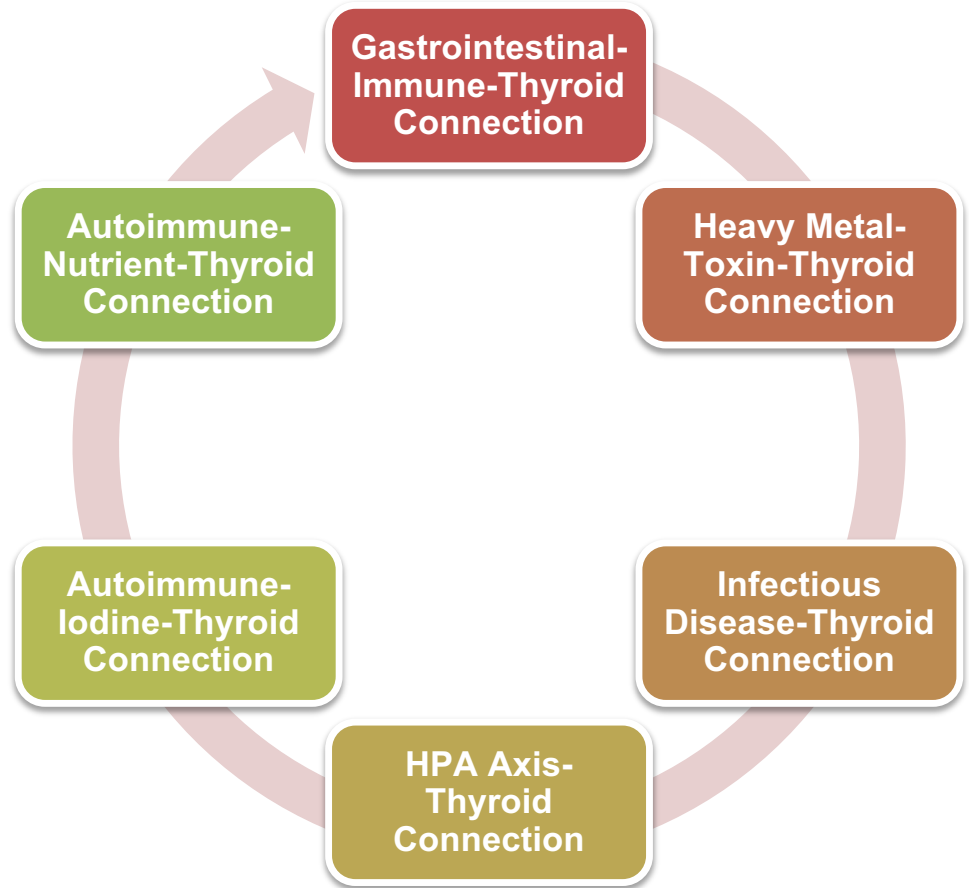 Gastrointestinal-
Immune-Thyroid
Connection
Heavy Metal-
Toxin-Thyroid
Connection
Infectious
Disease-Thyroid
Connection
HPA Axis-
Thyroid
Connection
Autoimmune-
Iodine-Thyroid
Connection
Autoimmune-
Nutrient-Thyroid
Connection